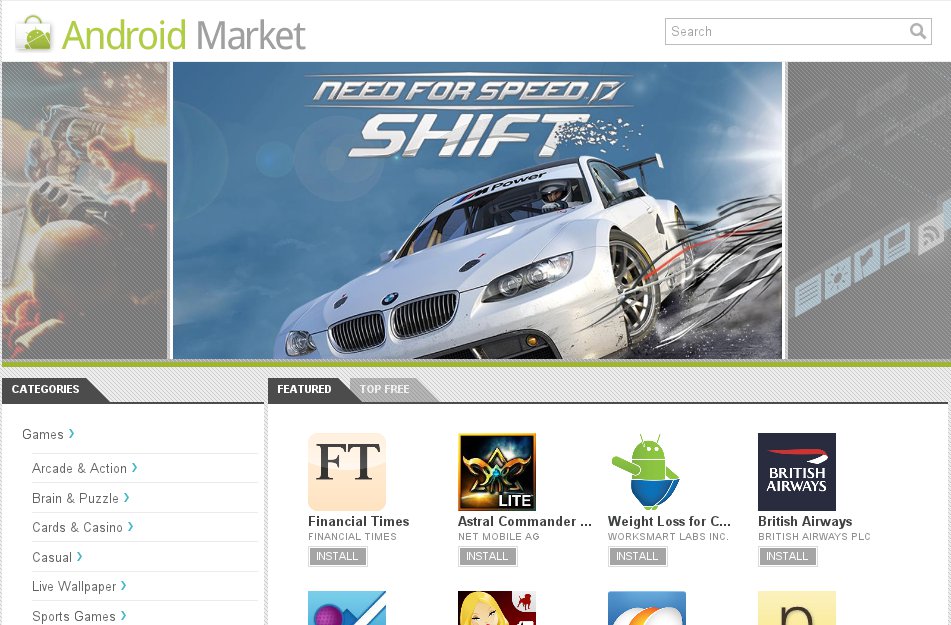 Android Market
Search
NEED FOR SPEED
SHIFT
M Power
CATEGORIES
FEATURED
TOP FREE
Games
Arcade & Action
Brain & Puzzle
Cards & Casino
Casual
Live Wallpaper
Sports Games
FT
LITE
BRITISH AIRWAYS
Financial Times
Astral Commander ...
Weight Loss for C...
British Airways
FINANCIAL TIMES
NET MOBILE AG
WORKSMART LABS INC.
BRITISH AIRWAYS PLC
INSTALL
INSTALL
INSTALL
INSTALL
n